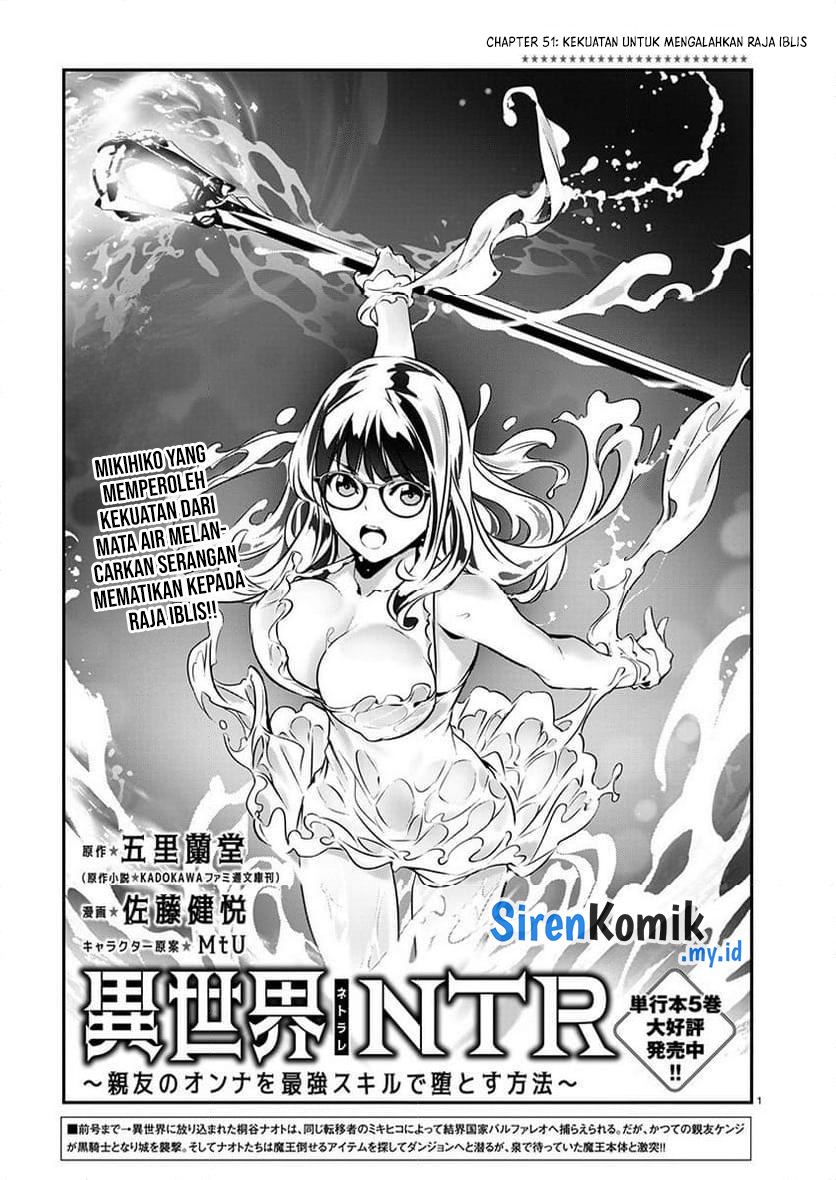 CHAPTER 51: KEKUATAN UNTUK MENGALAHKAN RAJA IBLIS
MIKIHIKO YANG
MEMPEROLEH
KEKUATAN DARI
MATA AIR MELAN-
CARKAN SERANGAN
MEMATIKAN KEPADA
RAJA IBLIS!!
原作★五里蘭堂
(原作小説★KADOKAWAファミ通文庫刊)
漫画★佐藤健悦
キャラクター原案★MtU
SirenKomik
.my.id
異世界NTR
ネトラレ
～親友のオンナを最強スキルで堕とす方法～
単行本5巻
大好評
発売中
!!
1
■前号まで→異世界に放り込まれた桐谷ナオトは、同じ転移者のミキヒコによって結界国家バルファレオへ捕らえられる。だが、かつての親友ケンジ
が黒騎士となり城を襲撃。そしてナオトたちは魔王倒せるアイテムを探してダンジョンへと潜るが、泉で待っていた魔王本体と激突!!